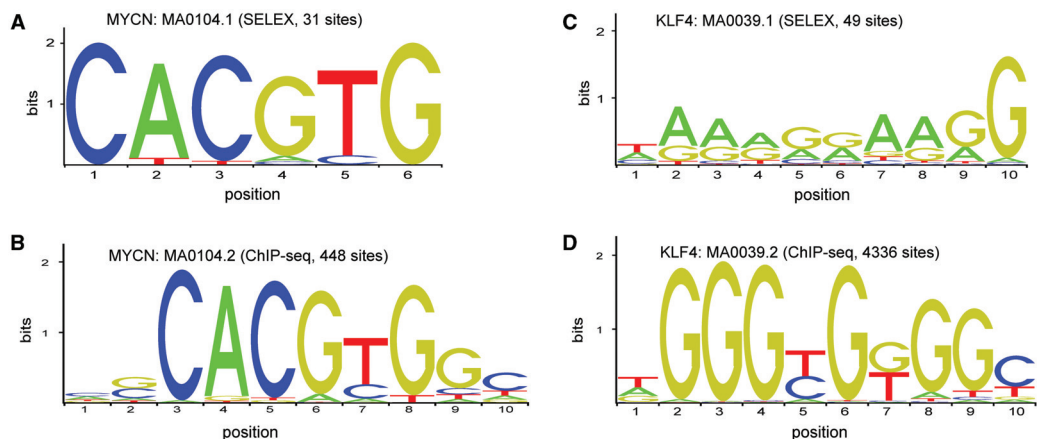 A
MYCN: MA0104.1 (SELEX, 31 sites)
bits
2
1
CACGTG
T T A C
1 2 3 4 5 6
position
B
MYCN: MA0104.2 (ChIP-seq, 448 sites)
bits
2
1
G CACGTGGC
C C
1 2 3 4 5 6 7 8 9 10
position
C
KLF4: MA0039.1 (SELEX, 49 sites)
bits
2
1
T A A A G G A A G G
A G G G A A G A
1 2 3 4 5 6 7 8 9 10
position
D
KLF4: MA0039.2 (ChIP-seq, 4336 sites)
bits
2
1
T G G G T G G G G C
A C T A T T
1 2 3 4 5 6 7 8 9 10
position